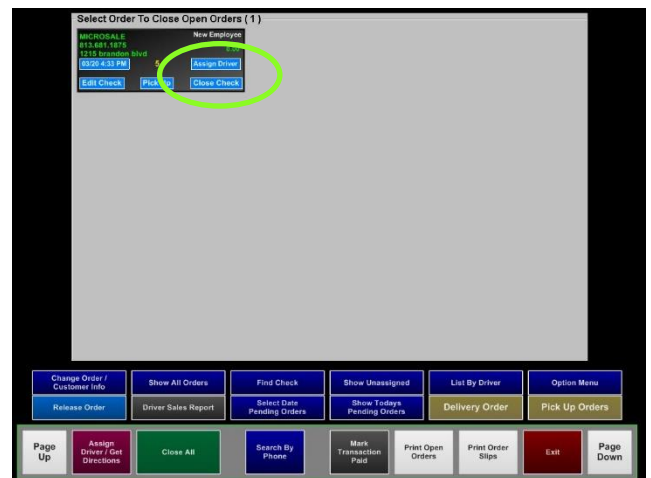 Select Order To Close Open Orders ( 1 )
MICROSALE New Employee
813.681.1875
1215 brandon blvd
03/20 4:33 PM Assign Driver
Edit Check Close Check
Change Order / Customer Info
Show All Orders
Find Check
Show Unassigned
List By Driver
Option Menu
Release Order
Driver Sales Report
Select Date Pending Orders
Show Todays Pending Orders
Delivery Order
Pick Up Orders
Page Up
Assign Driver / Get Directions
Close All
Search By Phone
Mark Transaction Paid
Print Open Orders
Print Order Slips
Exit
Page Down